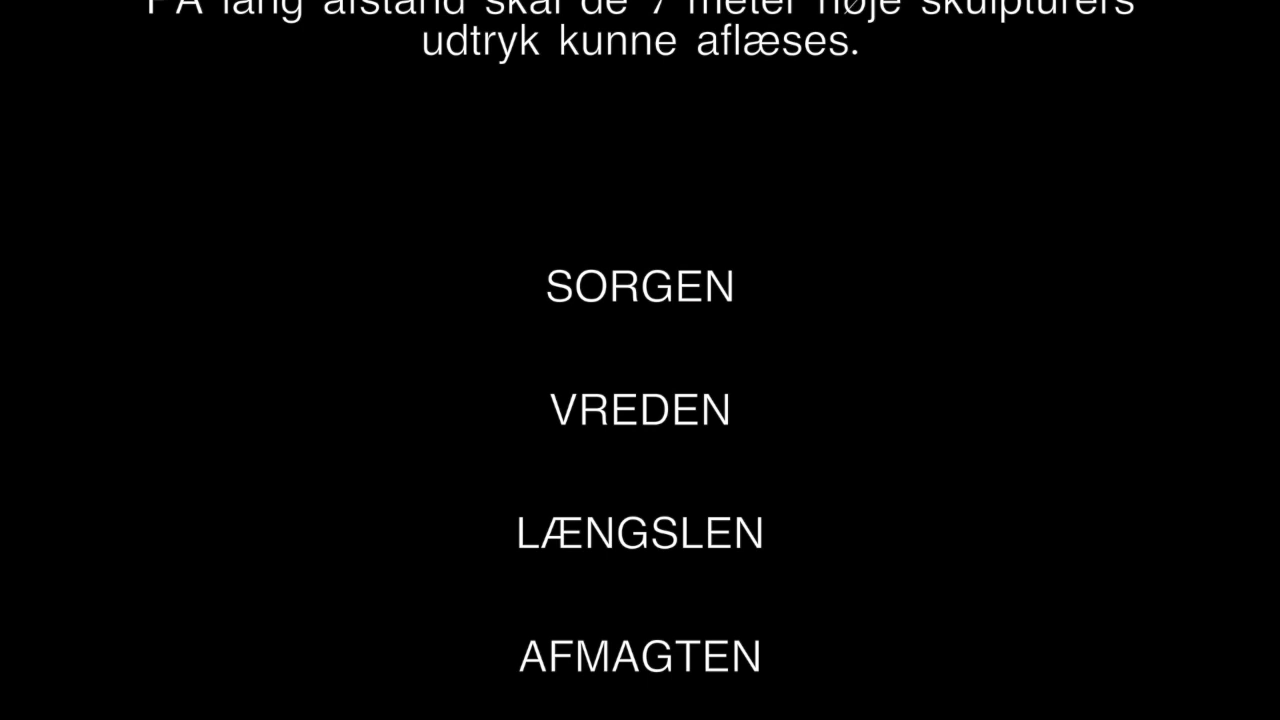 PÅ lang afstand skal de 7 meter høje skulpturers
udtryk kunne aflæses.
SORGEN
VREDEN
LÆNGSLEN
AFMAGTEN